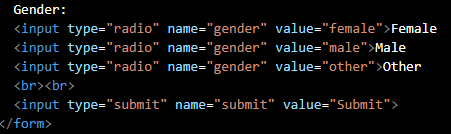 Gender:
<input type="radio" name="gender" value="female">Female
<input type="radio" name="gender" value="male">Male
<input type="radio" name="gender" value="other">Other
<br><br>
<input type="submit" name="submit" value="Submit">
</form>